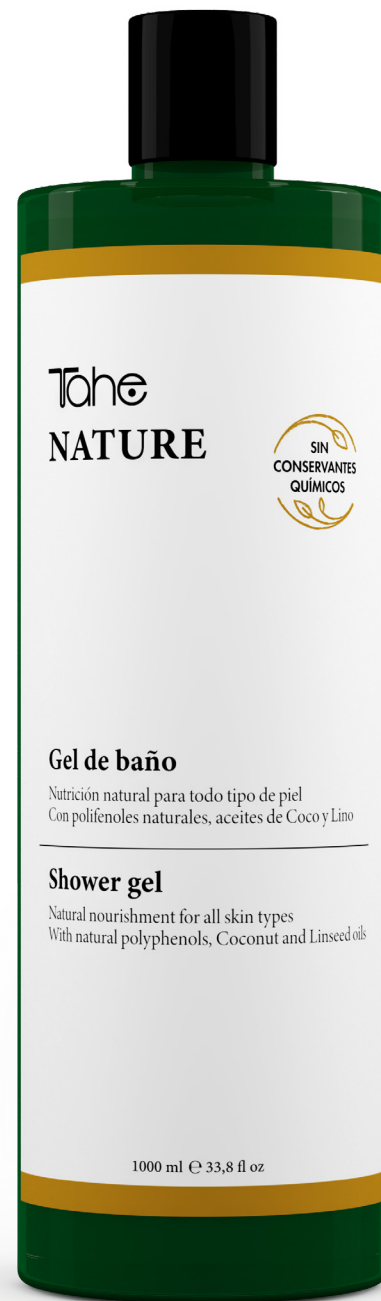 Tahe
NATURE
SIN
CONSERVANTES
QUÍMICOS
Gel de baño
Nutrición natural para todo tipo de piel
Con polifenoles naturales, aceites de Coco y Lino
Shower gel
Natural nourishment for all skin types
With natural polyphenols, Coconut and Linseed oils
1000 ml ℮ 33,8 fl oz